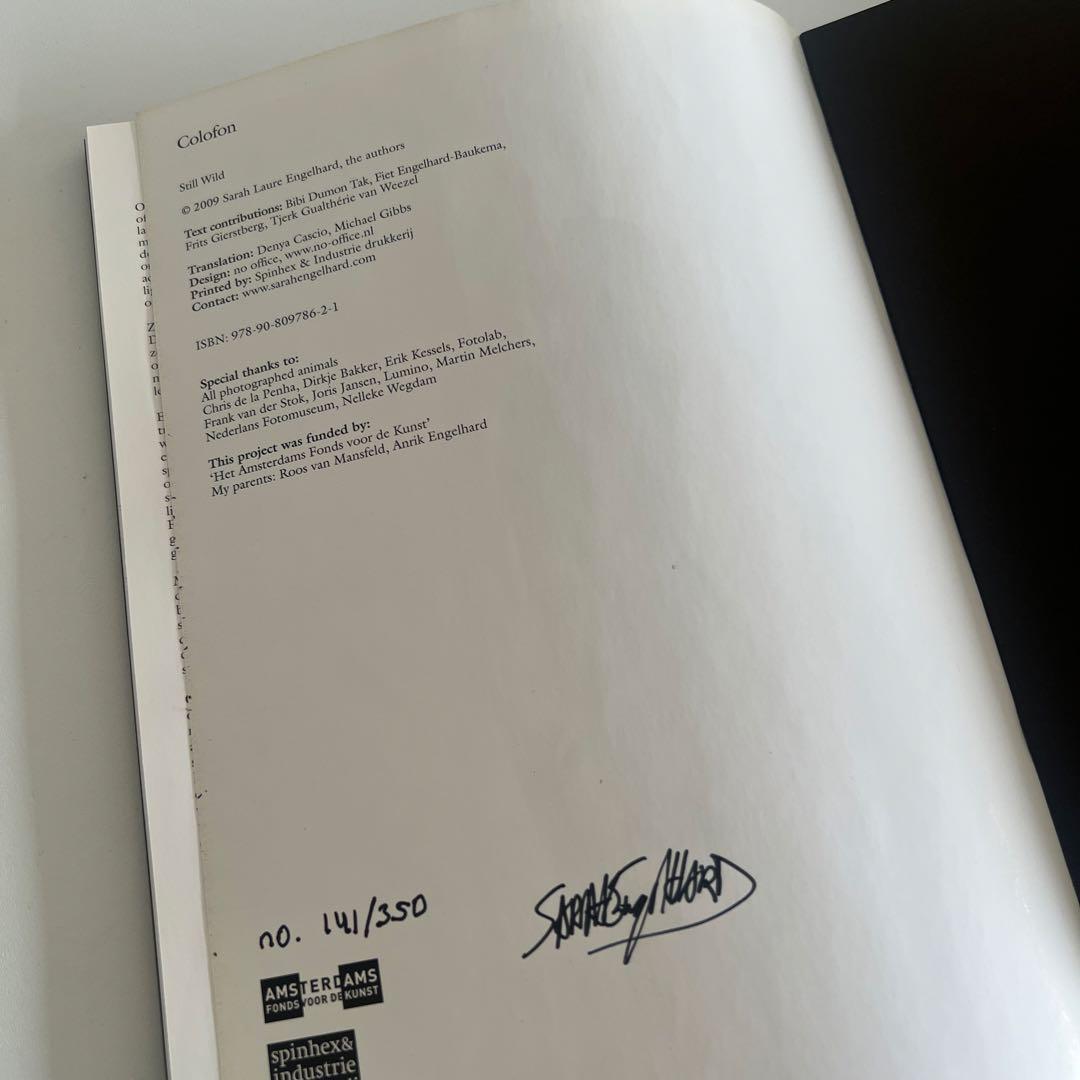 Colofon
Still Wild
© 2009 Sarah Laure Engelhard, the authors
Text contributions: Bibi Dumon Tak, Fiet Engelhard-Baukema,
Frits Gierstberg, Tjerk Gualthérie van Weezel
Translation: Denya Cascio, Michael Gibbs
Design: no office, www.no-office.nl
Printed by: Spinhex & Industrie drukkerij
Contact: www.sarahengelhard.com
ISBN: 978-90-809786-2-1
Special thanks to:
All photographed animals
Chris de la Penha, Dirkje Bakker, Erik Kessels, Fotolab,
Frank van der Stok, Joris Jansen, Lumino, Martin Melchers,
Nederlans Fotomuseum, Nelleke Wegdam
This project was funded by:
‘Het Amsterdams Fonds voor de Kunst’
My parents: Roos van Mansfeld, Anrik Engelhard
no. 141/350
SARAH EngelHARD
AMSTERDAMS
FONDS VOOR DE KUNST
spinhex&
industrie